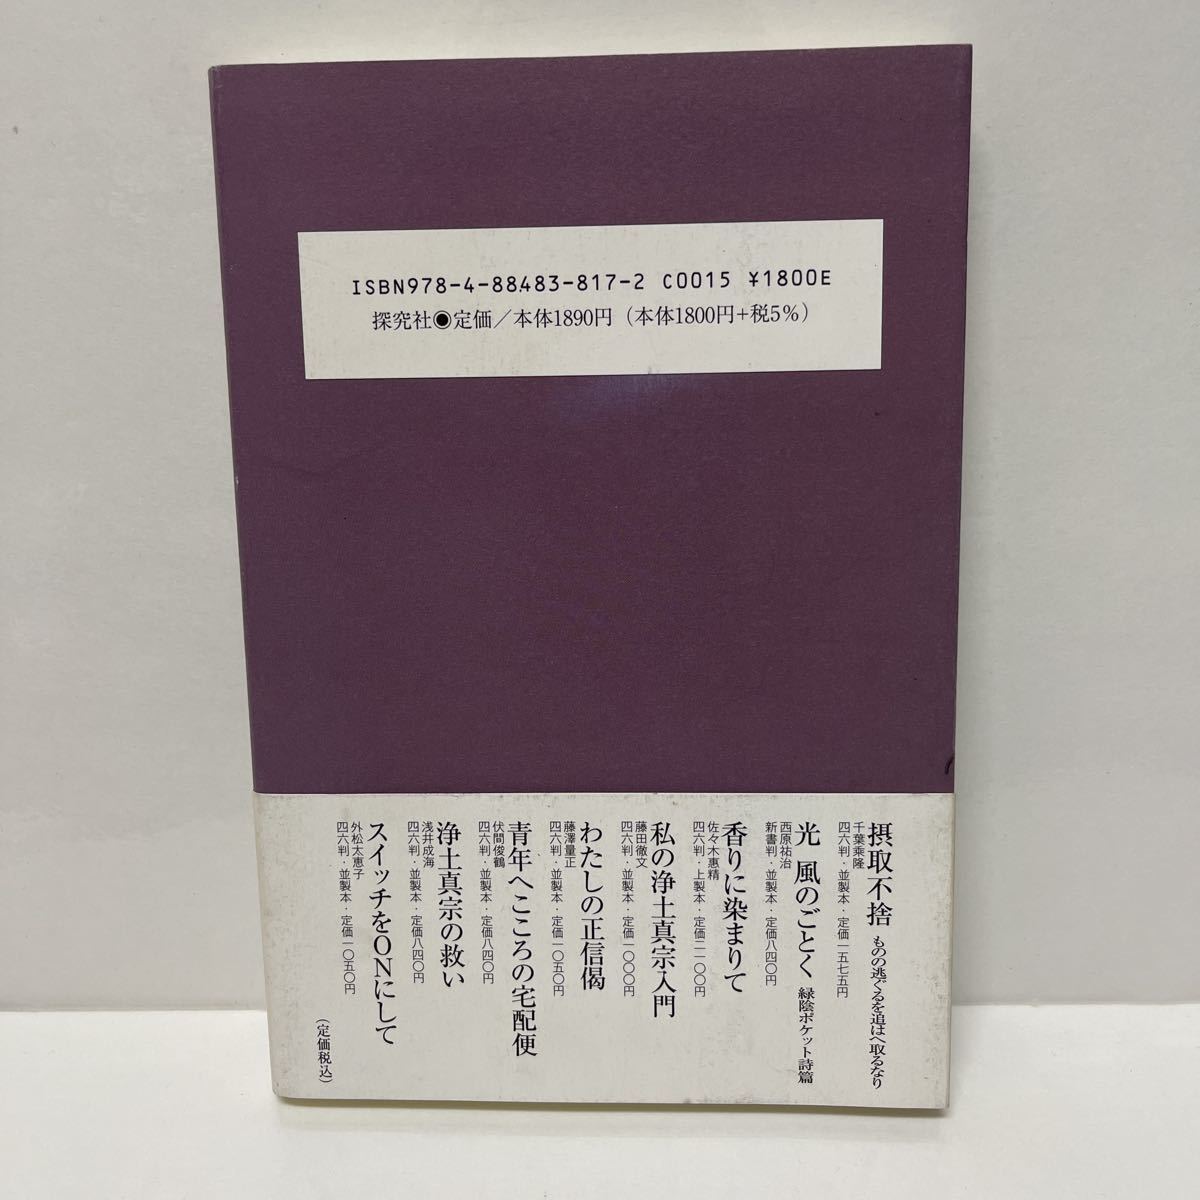 ISBN978-4-88483-817-2 C0015 ¥1800E
探究社◉定価／本体1890円（本体1800円+税5%）
摂取不捨 ものの逃ぐるを追はへ取るなり
千葉乗隆
四六判・並製本・定価一五七五円
光 風のごとく 緑陰ポケット詩篇
西原祐治
新書判・並製本・定価八四〇円
香りに染まりて
佐々木恵精
四六判・上製本・定価二一〇〇円
私の浄土真宗入門
藤田徹文
四六判・並製本・定価一〇〇〇円
わたしの正信偈
藤澤量正
四六判・並製本・定価一〇五〇円
青年へこころの宅配便
伏間俊鶴
四六判・並製本・定価八四〇円
浄土真宗の救い
浅井成海
四六判・並製本・定価八四〇円
スイッチをONにして
外松太恵子
四六判・並製本・定価一〇五〇円
（定価税込）